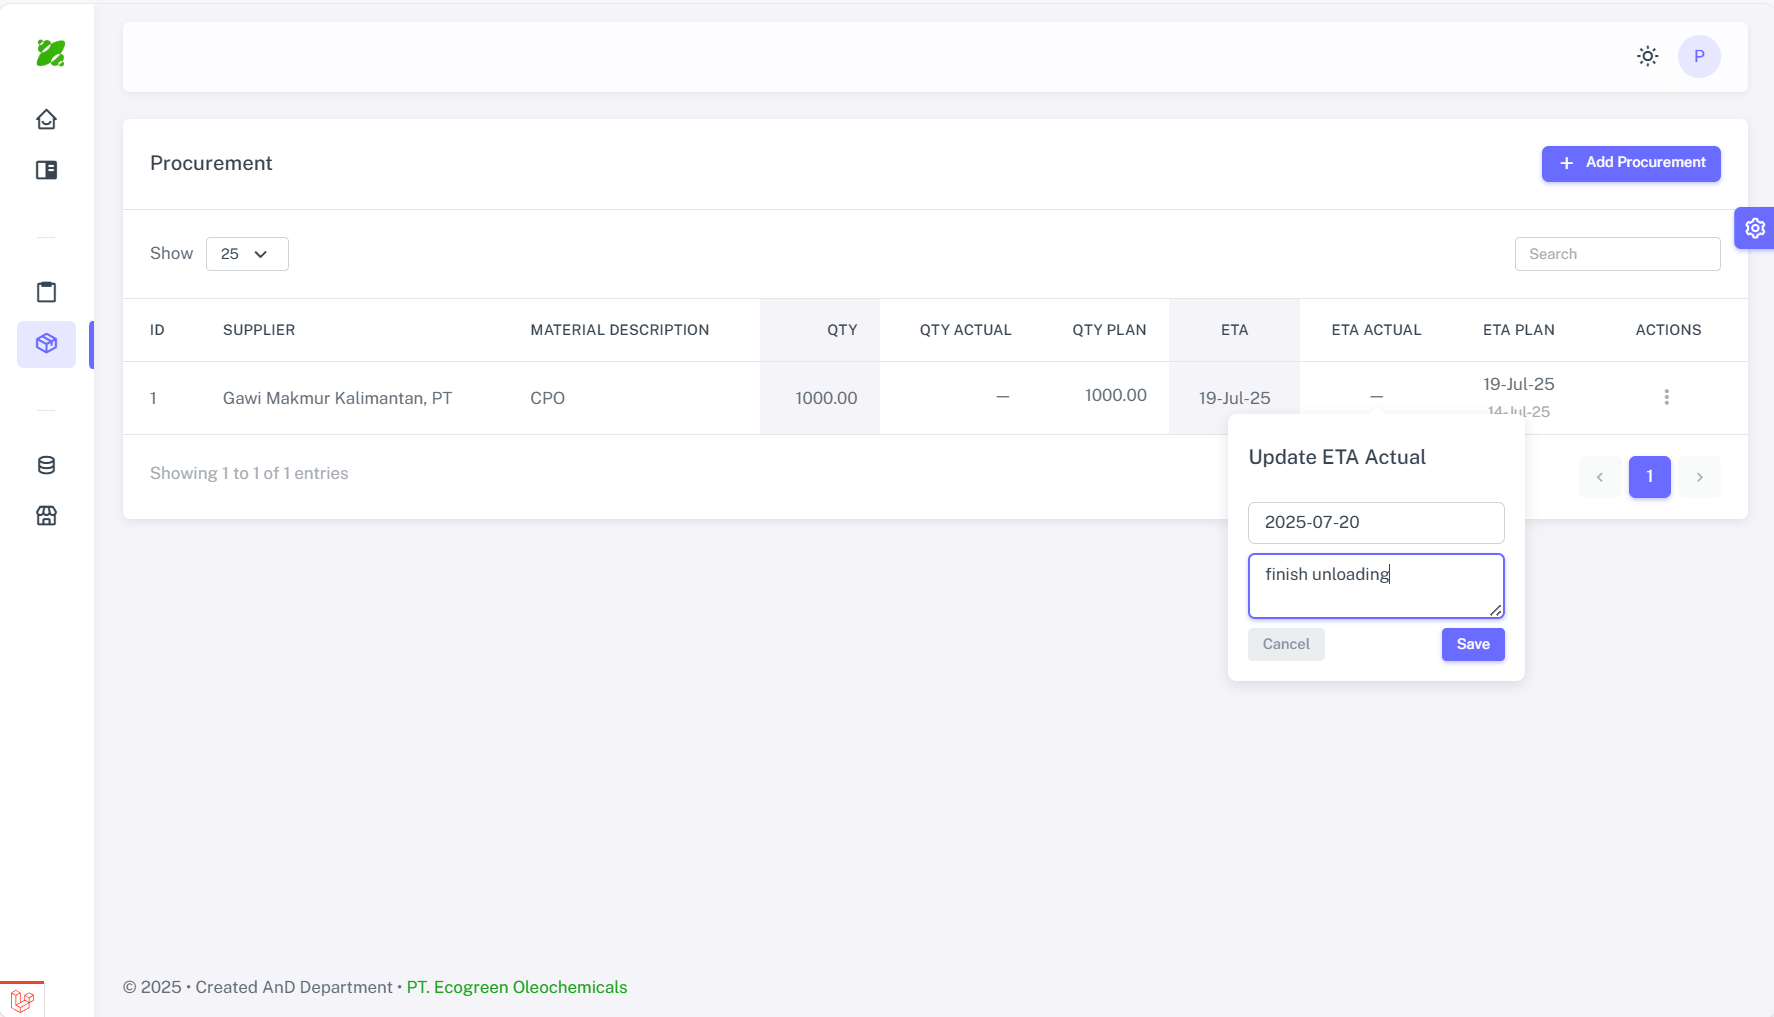 P
Procurement
Add Procurement
Show 25
Search
ID SUPPLIER MATERIAL DESCRIPTION QTY QTY ACTUAL QTY PLAN ETA ETA ACTUAL ETA PLAN ACTIONS
1 Gawi Makmur Kalimantan, PT CPO 1000.00 — 1000.00 19-Jul-25 — 19-Jul-25
14-Jul-25
Update ETA Actual
2025-07-20
finish unloading
Cancel Save
Showing 1 to 1 of 1 entries
‹ 1 ›
© 2025 • Created AnD Department • PT. Ecogreen Oleochemicals